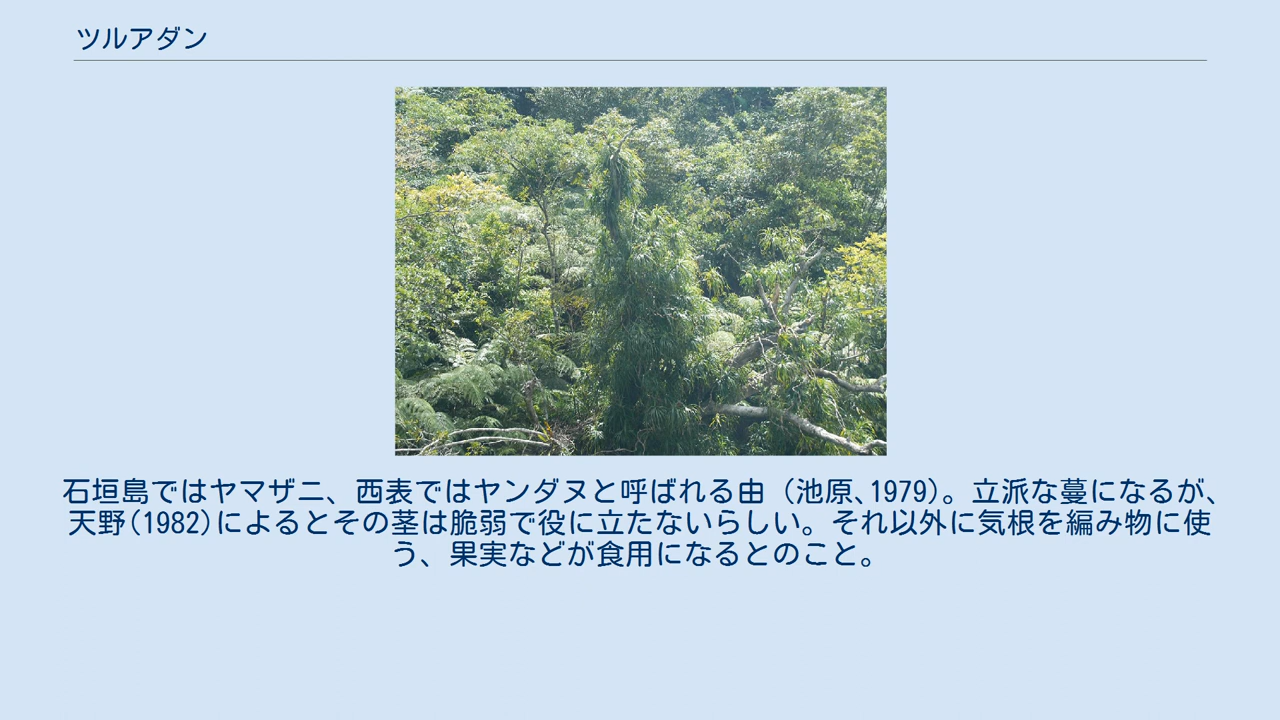 ツルアダン
石垣島ではヤマザニ、西表ではヤンダヌと呼ばれる由（池原、1979）。立派な蔓になるが、
天野(1982)によるとその茎は脆弱で役に立たないらしい。それ以外に気根を編み物に使
う、果実などが食用になるとのこと。